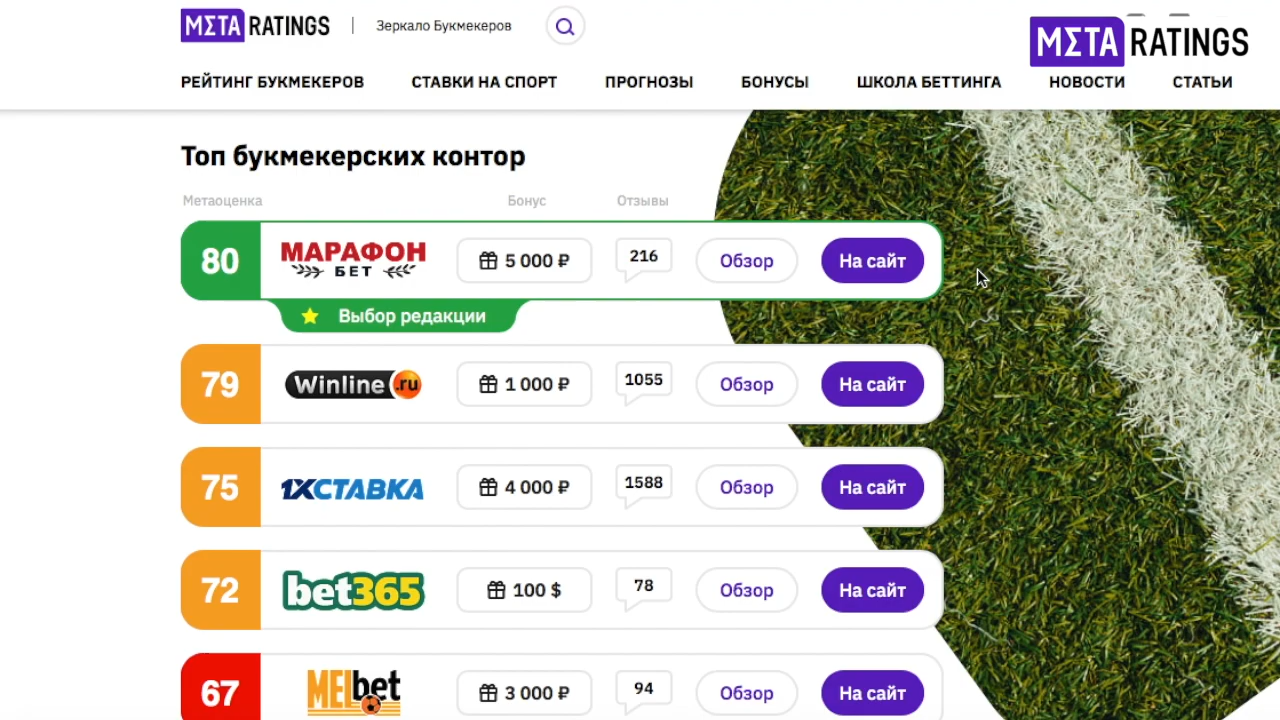 META RATINGS | Зеркало Букмекеров
MΣTA RATINGS
РЕЙТИНГ БУКМЕКЕРОВ СТАВКИ НА СПОРТ ПРОГНОЗЫ БОНУСЫ ШКОЛА БЕТТИНГА НОВОСТИ СТАТЬИ
Топ букмекерских контор
Метаоценка Бонус Отзывы
80 МАРАФОН БЕТ 5 000 ₽ 216 Обзор На сайт
Выбор редакции
79 Winline.ru 1 000 ₽ 1055 Обзор На сайт
75 1XСТАВКА 4 000 ₽ 1588 Обзор На сайт
72 bet365 100 $ 78 Обзор На сайт
67 MELbet 3 000 ₽ 94 Обзор На сайт